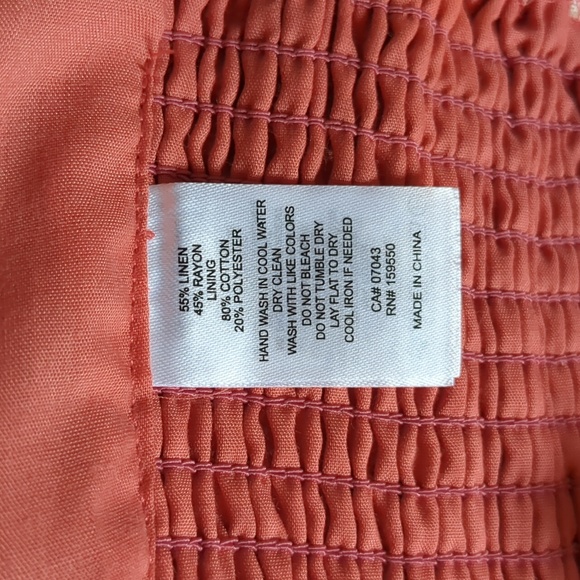 55% LINEN
45% RAYON
LINING
80% COTTON
20% POLYESTER
HAND WASH IN COOL WATER
DRY CLEAN
WASH WITH LIKE COLORS
DO NOT BLEACH
DO NOT TUMBLE DRY
LAY FLAT TO DRY
COOL IRON IF NEEDED
CA# 07043
RN# 159550
MADE IN CHINA